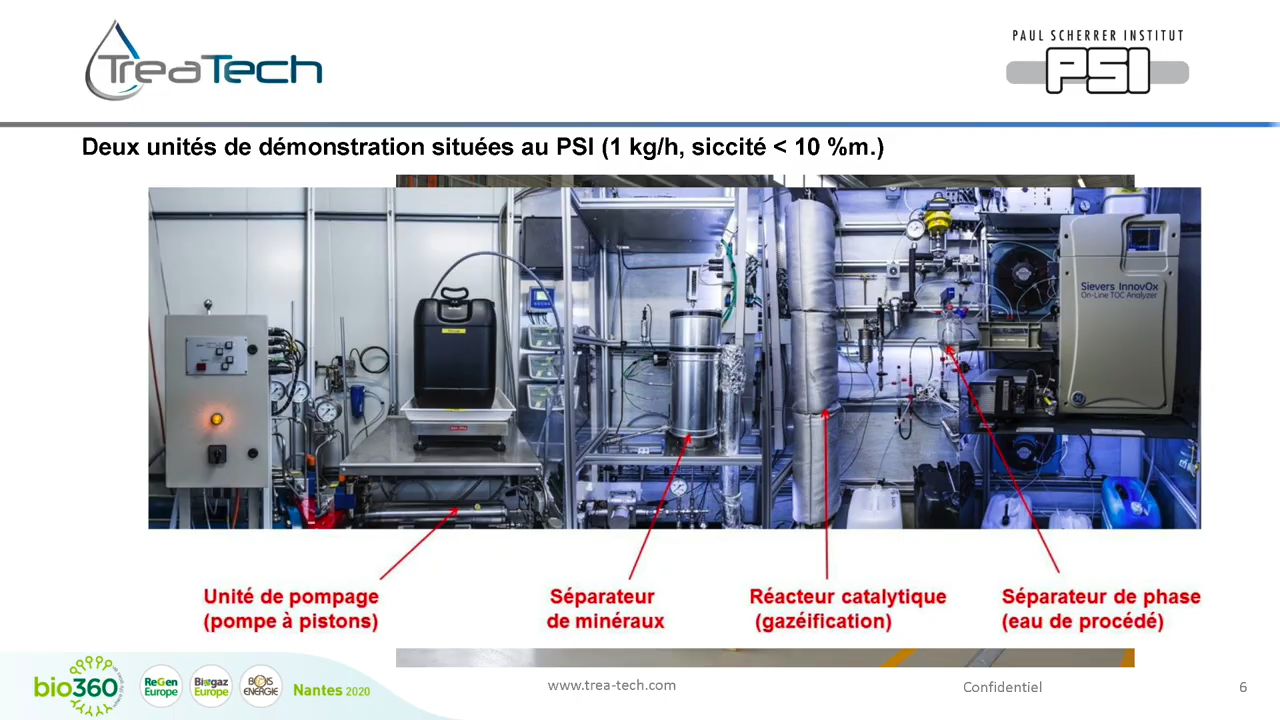 TreaTech
PAUL SCHERRER INSTITUT
PSI
Deux unités de démonstration situées au PSI (1 kg/h, siccité < 10 %m.)
Sievers InnovOx
On-Line TOC Analyzer
Unité de pompage
(pompe à pistons)
Séparateur
de minéraux
Réacteur catalytique
(gazéification)
Séparateur de phase
(eau de procédé)
bio360
ReGen
Europe
Biogaz
Europe
BOIS
ENERGIE
Nantes 2020
www.trea-tech.com
Confidentiel
6